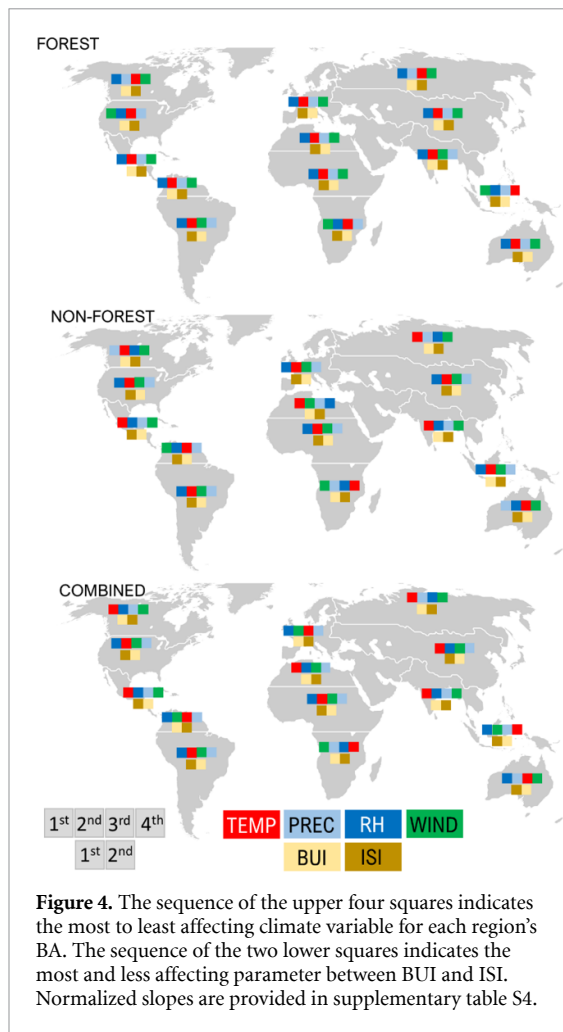 FOREST
NON-FOREST
COMBINED
1st 2nd 3rd 4th
1st 2nd
TEMP PREC RH WIND
BUI ISI
Figure 4. The sequence of the upper four squares indicates
the most to least affecting climate variable for each region's
BA. The sequence of the two lower squares indicates the
most and less affecting parameter between BUI and ISI.
Normalized slopes are provided in supplementary table S4.